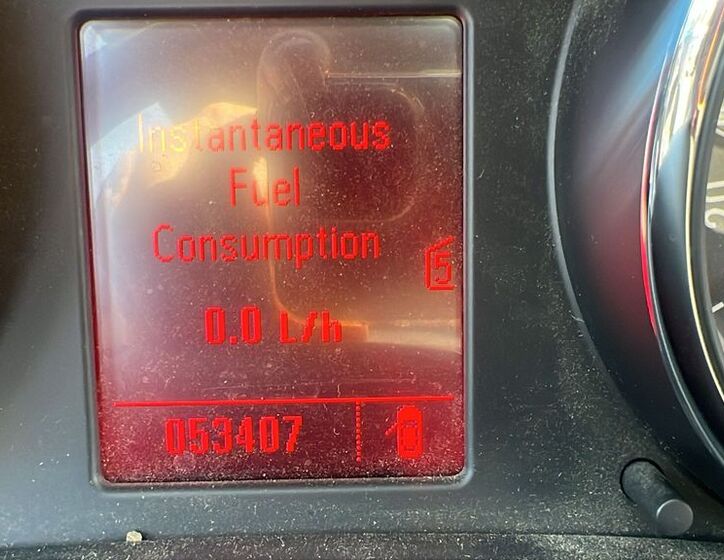 Instantaneous
Fuel
Consumption
5
0.0 L/h
053407